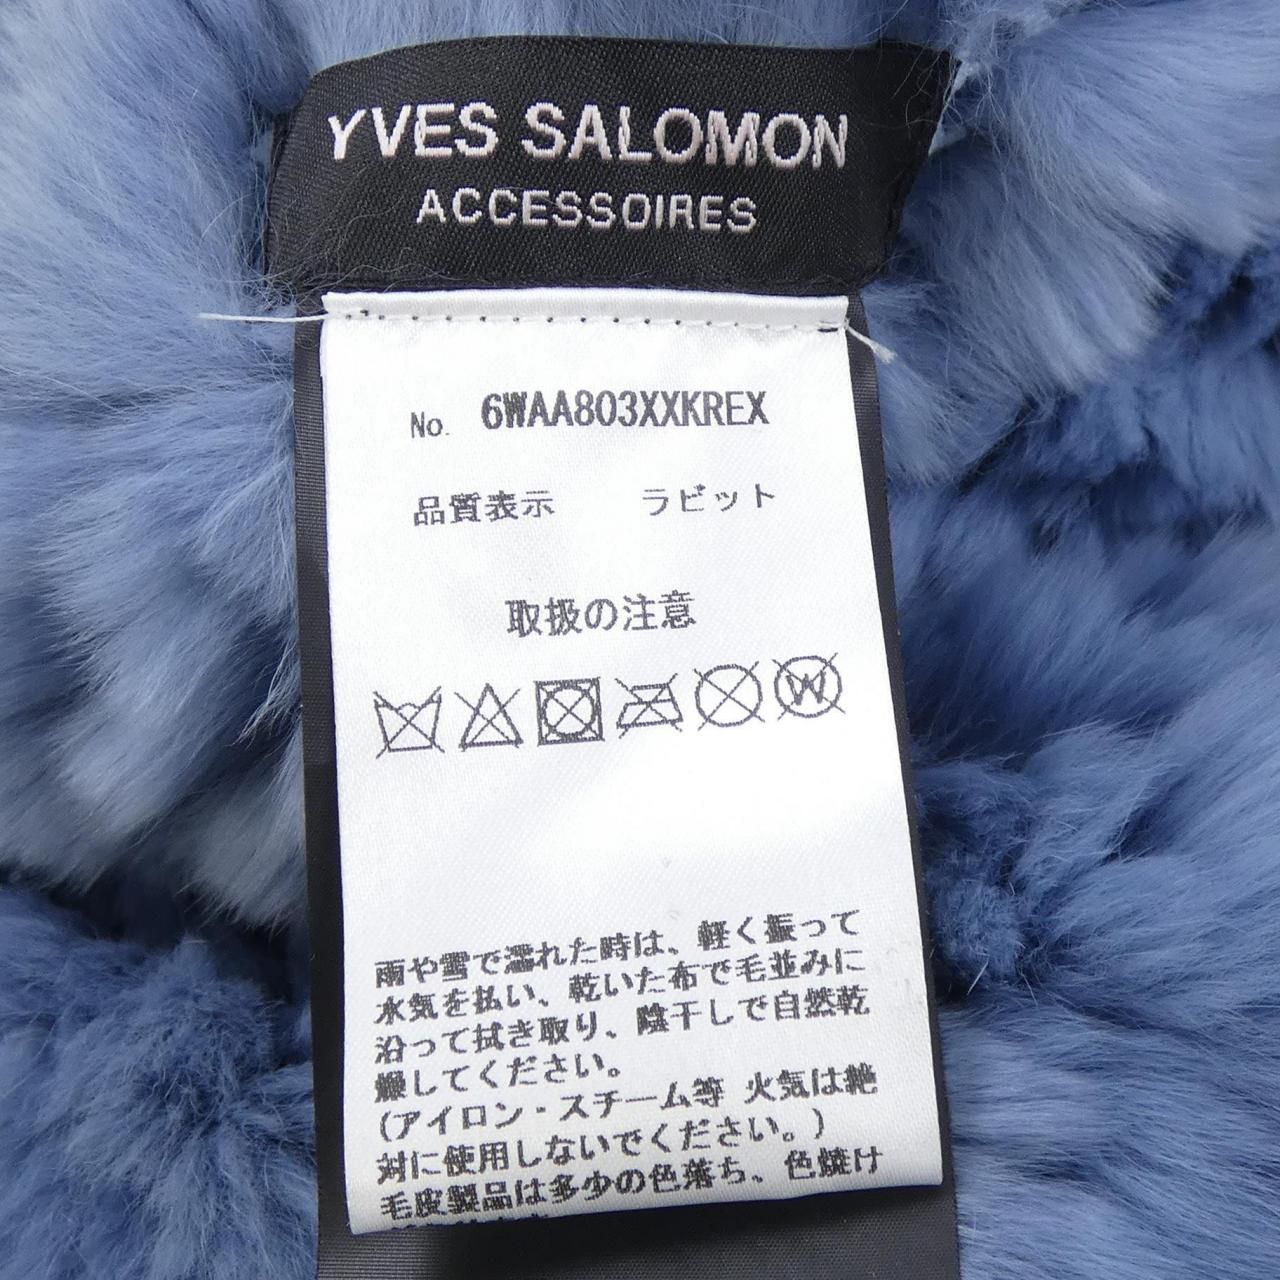 YVES SALOMON
ACCESSOIRES
No. 6WAA803XXKREX
品質表示 ラビット
取扱の注意
W
雨や雪で濡れた時は、軽く振って
水気を払い、乾いた布で毛並みに
沿って拭き取り、陰干しで自然乾
燥してください。
(アイロン・スチーム等 火気は絶
対に使用しないでください。)
毛皮製品は多少の色落ち、色焼け